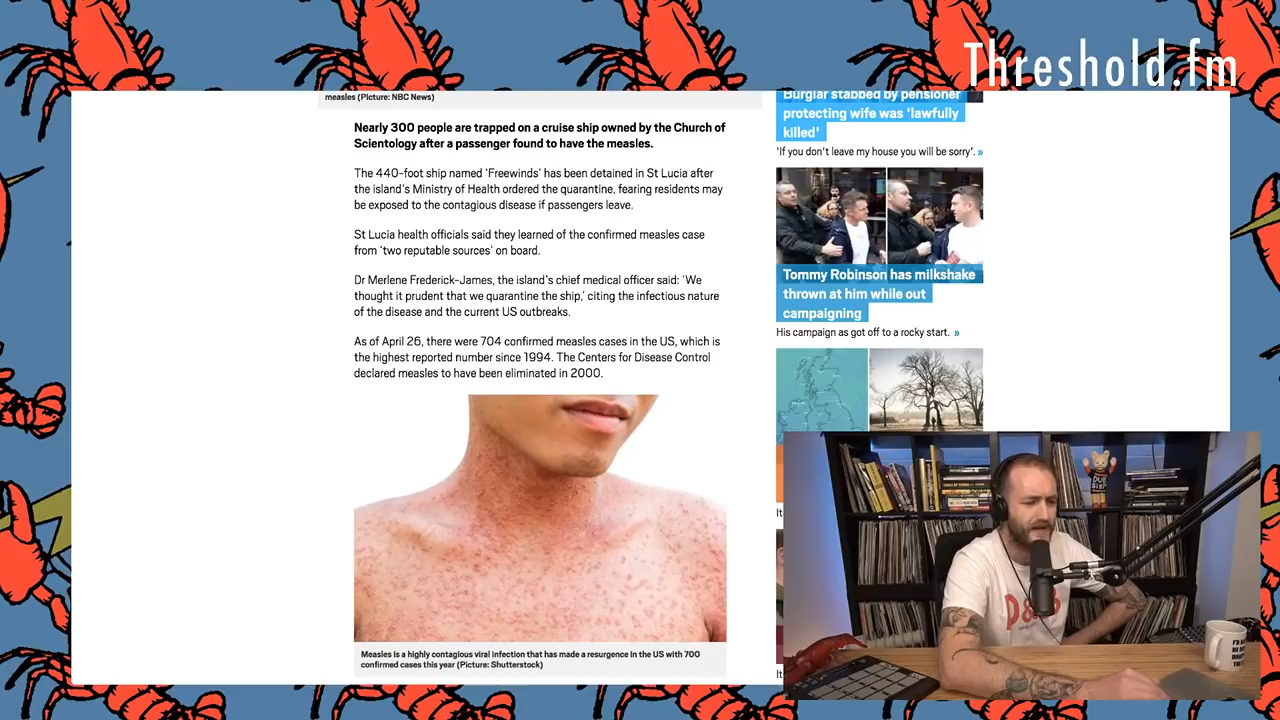 Threshold.fm
measles (Picture: NBC News)
Nearly 300 people are trapped on a cruise ship owned by the Church of
Scientology after a passenger found to have the measles.
The 440-foot ship named ‘Freewinds’ has been detained in St Lucia after
the island’s Ministry of Health ordered the quarantine, fearing residents may
be exposed to the contagious disease if passengers leave.
St Lucia health officials said they learned of the confirmed measles case
from ‘two reputable sources’ on board.
Dr Merlene Frederick-James, the island’s chief medical officer said: ‘We
thought it prudent that we quarantine the ship,’ citing the infectious nature
of the disease and the current US outbreaks.
As of April 26, there were 704 confirmed measles cases in the US, which is
the highest reported number since 1994. The Centers for Disease Control
declared measles to have been eliminated in 2000.
Measles is a highly contagious viral infection that has made a resurgence in the US with 700
confirmed cases this year (Picture: Shutterstock)
Burglar stabbed by pensioner
protecting wife was ‘lawfully
killed’
‘If you don’t leave my house you will be sorry’. »
Tommy Robinson has milkshake
thrown at him while out
campaigning
His campaign as got off to a rocky start. »
It
It